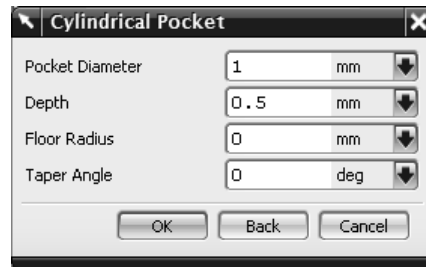 Cylindrical Pocket
Pocket Diameter 1 mm
Depth 0.5 mm
Floor Radius 0 mm
Taper Angle 0 deg
OK Back Cancel